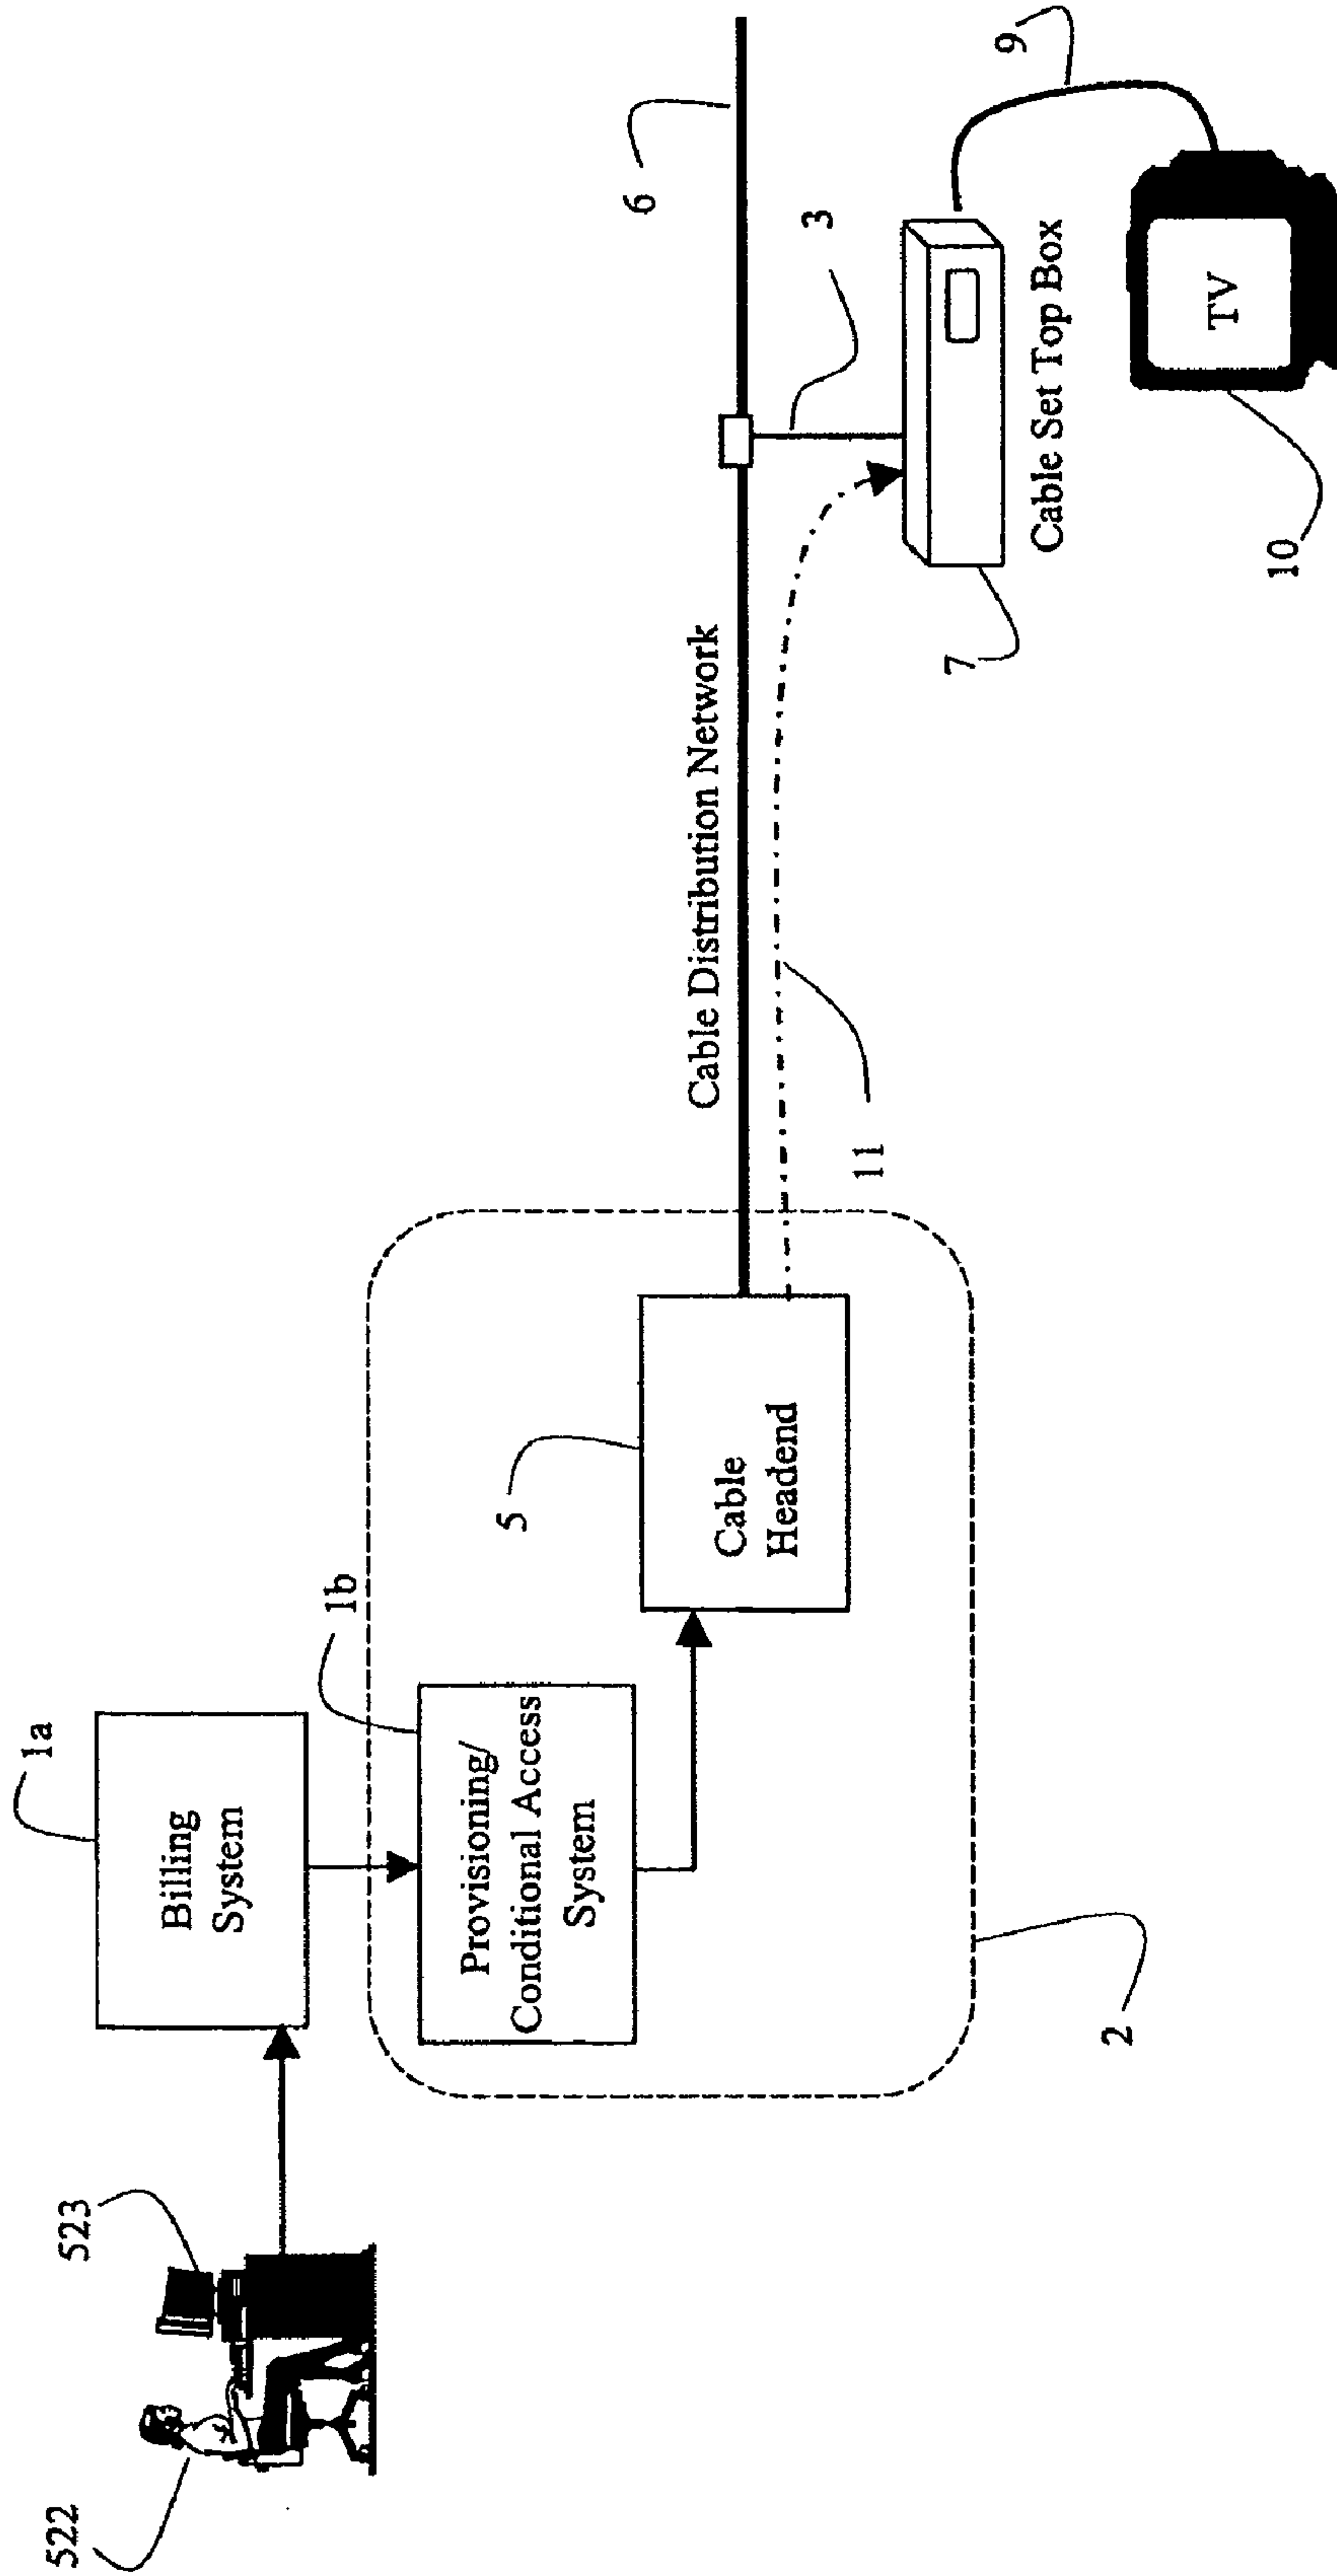 522
523
1a
Billing
System
1b
Provisioning/
Conditional Access
System
5
Cable
Headend
2
Cable Distribution Network
11
6
3
7
Cable Set Top Box
9
TV
10